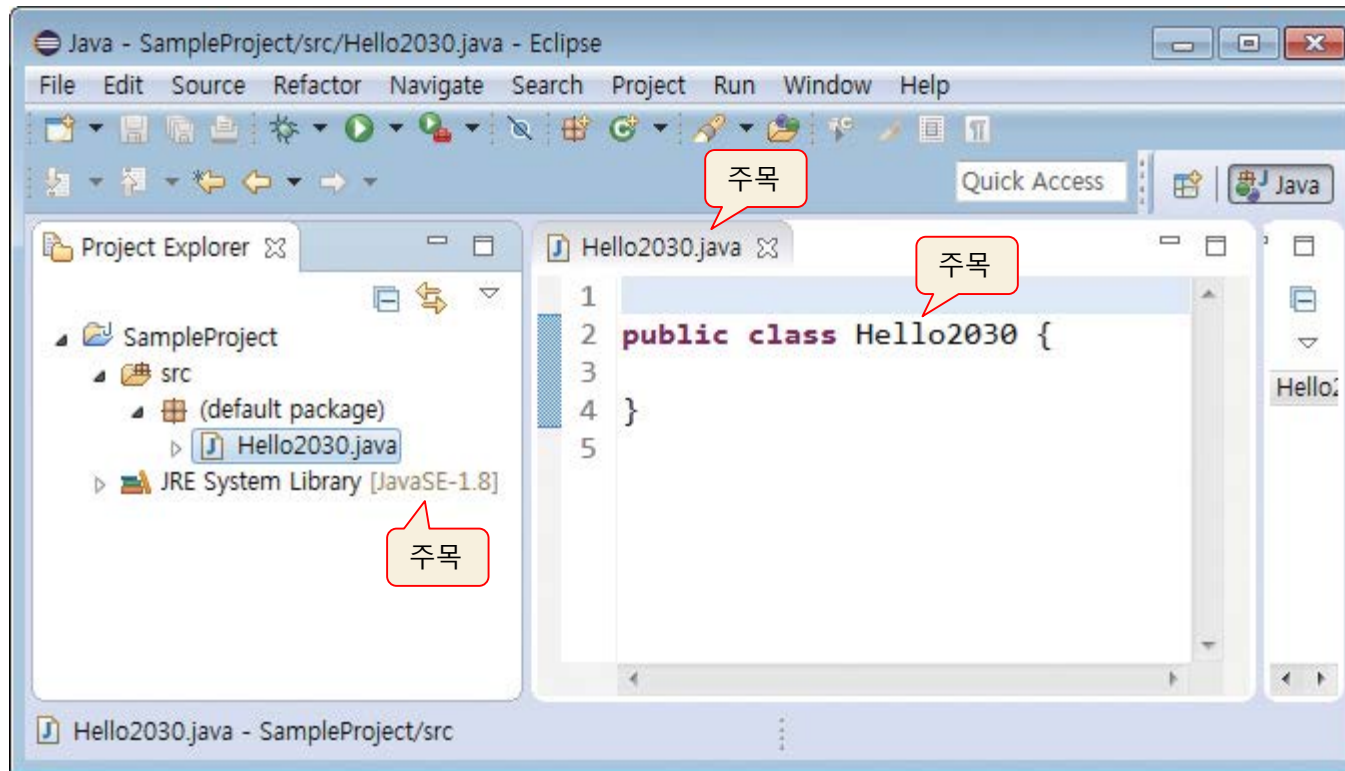 Java - SampleProject/src/Hello2030.java - Eclipse
File Edit Source Refactor Navigate Search Project Run Window Help
주목
Quick Access
Java
Project Explorer
Hello2030.java
주목
SampleProject
src
(default package)
Hello2030.java
JRE System Library [JavaSE-1.8]
주목
1
2 public class Hello2030 {
3
4 }
5
Hello2
Hello2030.java - SampleProject/src